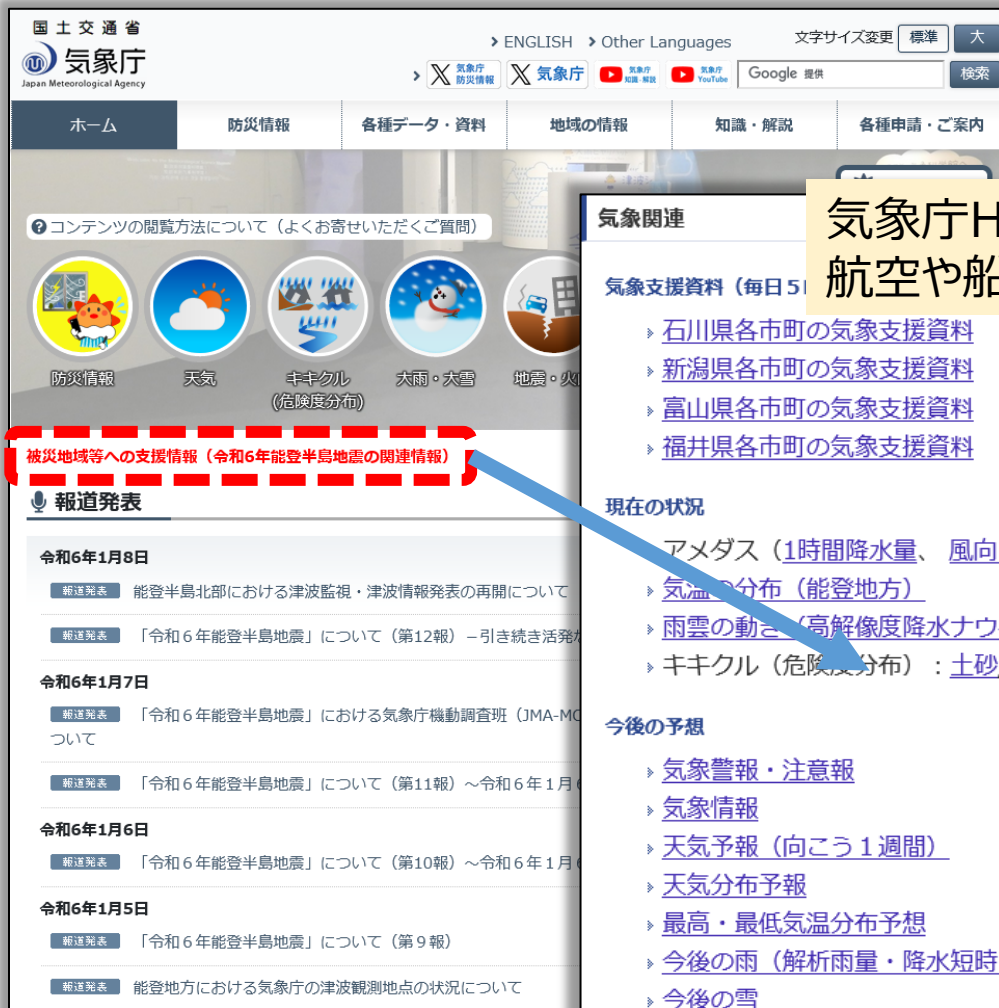 国土交通省
気象庁
Japan Meteorological Agency
ENGLISH Other Languages
文字サイズ変更 標準 大
気象庁 防災情報
気象庁
気象庁 知識・解説
気象庁 YouTube
Google 提供
検索
ホーム 防災情報 各種データ・資料 地域の情報 知識・解説 各種申請・ご案内
コンテンツの閲覧方法について（よくお寄せいただくご質問）
防災情報
天気
キキクル
(危険度分布)
大雨・大雪
地震・火
被災地域等への支援情報（令和6年能登半島地震の関連情報）
報道発表
令和6年1月8日
報道発表 能登半島北部における津波監視・津波情報発表の再開について
報道発表 「令和６年能登半島地震」について（第12報）－引き続き活発
令和6年1月7日
報道発表 「令和６年能登半島地震」における気象庁機動調査班（JMA-MO
ついて
報道発表 「令和６年能登半島地震」について（第11報）～令和６年１月
令和6年1月6日
報道発表 「令和６年能登半島地震」について（第10報）～令和６年１月
令和6年1月5日
報道発表 「令和６年能登半島地震」について（第９報）
報道発表 能登地方における気象庁の津波観測地点の状況について
気象関連
気象庁H
航空や船
気象支援資料（毎日５
石川県各市町の気象支援資料
新潟県各市町の気象支援資料
富山県各市町の気象支援資料
福井県各市町の気象支援資料
現在の状況
アメダス（1時間降水量、 風向
気温の分布（能登地方）
雨雲の動き（高解像度降水ナウ
キキクル（危険度分布）：土砂
今後の予想
気象警報・注意報
気象情報
天気予報（向こう１週間）
天気分布予報
最高・最低気温分布予想
今後の雨（解析雨量・降水短時
今後の雪